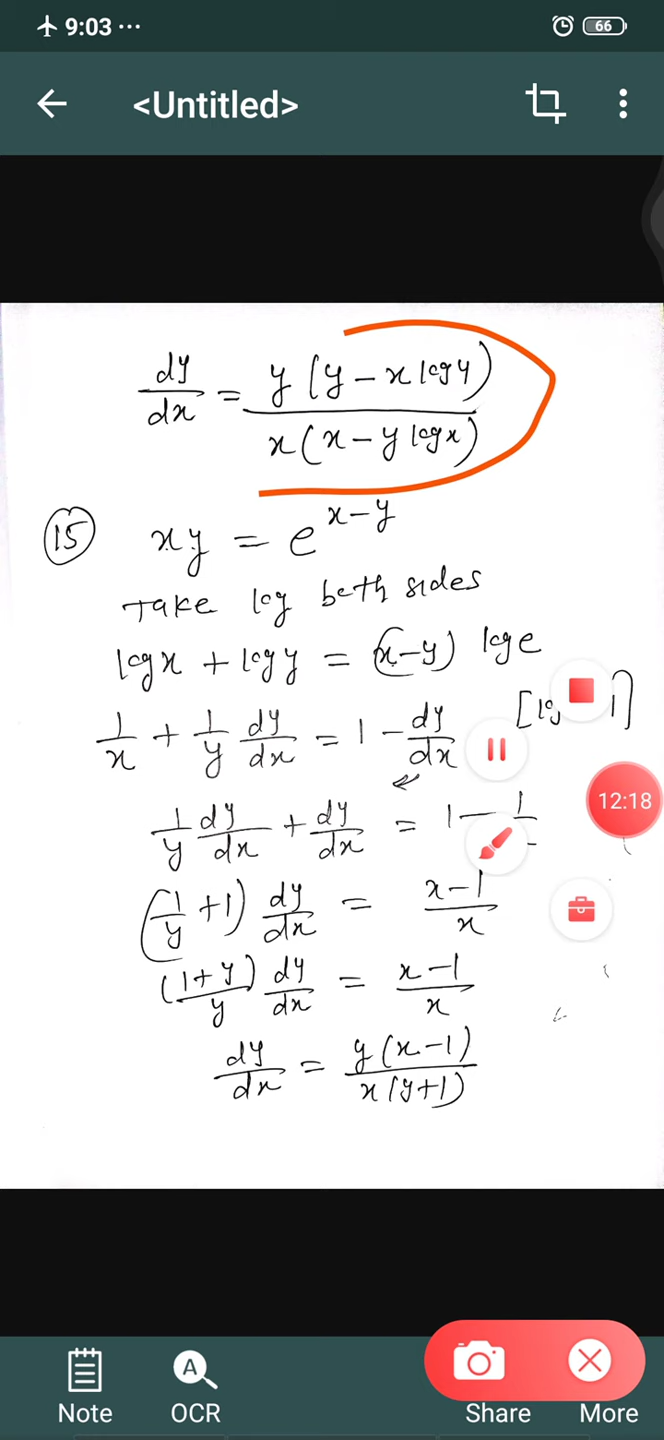 9:03 ... 66
<Untitled>
dy/dx = y(y - x log y) / x(x - y log x)
15 xy = e^(x-y)
Take log both sides
log x + log y = (x-y) log e
1/x + 1/y dy/dx = 1 - dy/dx [lo 1]
1/y dy/dx + dy/dx = 1 - 1/
12:18
(1/y + 1) dy/dx = x-1/x
(1+y)/y dy/dx = x-1/x
dy/dx = y(x-1) / x(y+1)
A
Note OCR Share More